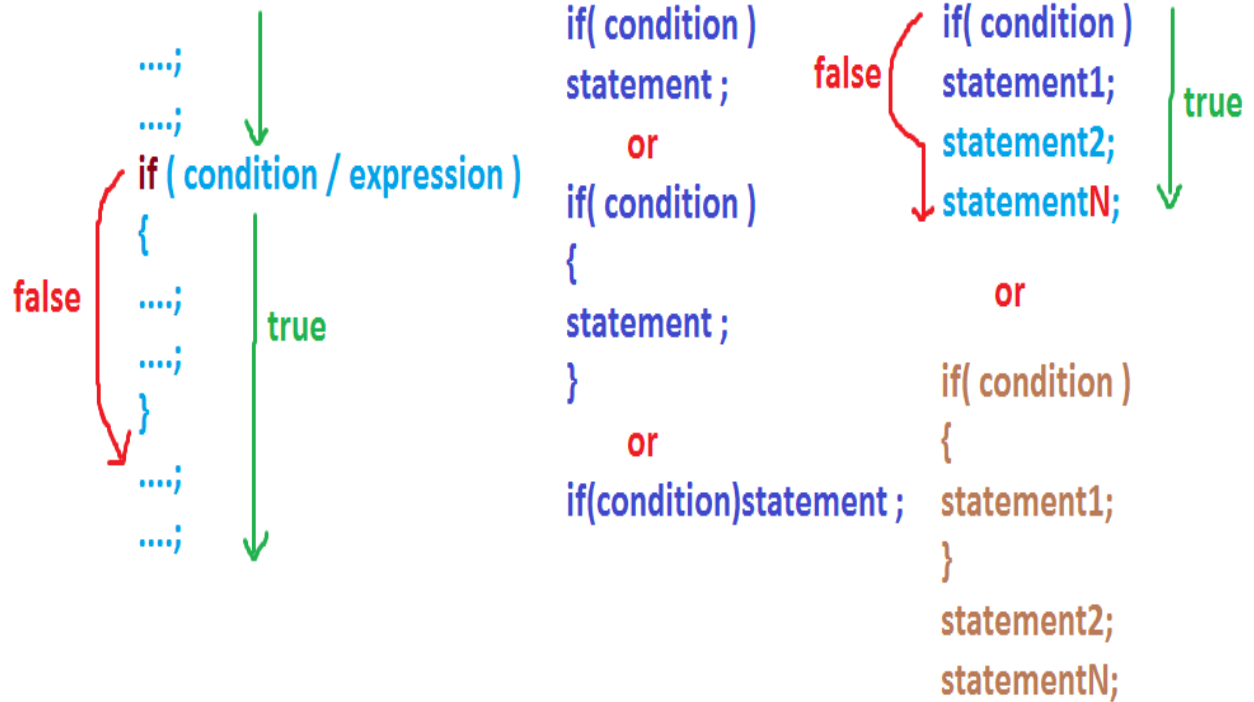 ....;
....;
if ( condition / expression )
{
....;
false
true
....;
}
....;
....;
if( condition )
statement ;
or
if( condition )
{
statement ;
}
or
if(condition)statement ;
if( condition )
false
statement1;
true
statement2;
statementN;
or
if( condition )
{
statement1;
}
statement2;
statementN;